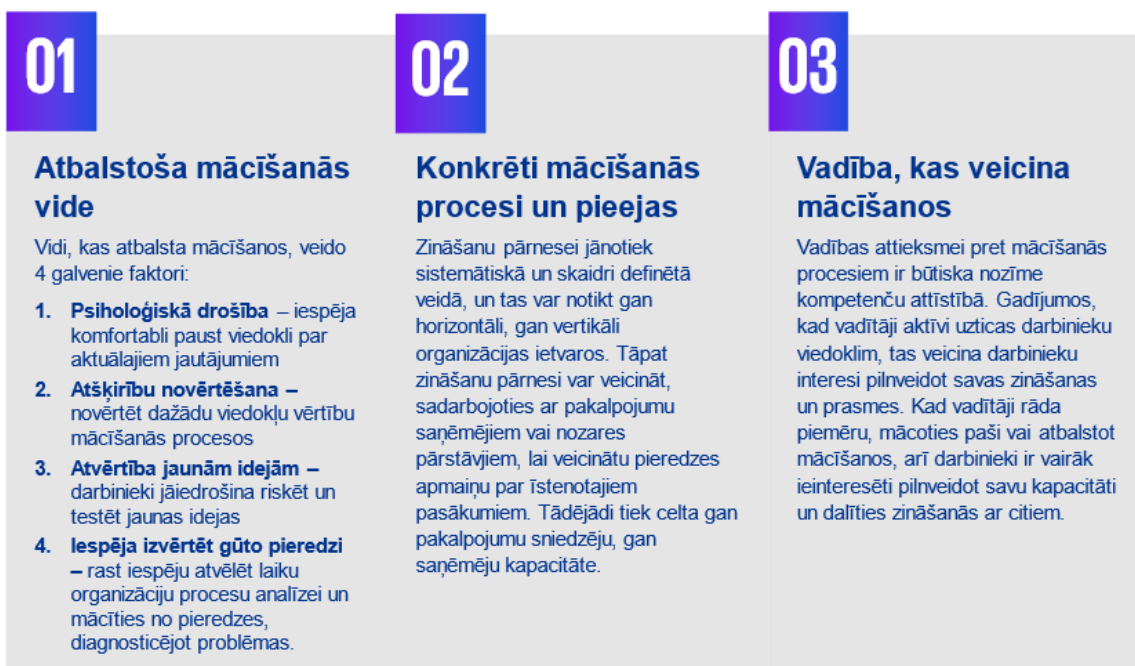 01
Atbalstoša mācīšanās
vide
Vidi, kas atbalsta mācīšanos, veido
4 galvenie faktori:
1. Psiholoģiskā drošība – iespēja
komfortabli paust viedokli par
aktuālajiem jautājumiem
2. Atšķirību novērtēšana –
novērtēt dažādu viedokļu vērtību
mācīšanās procesos
3. Atvērtība jaunām idejām –
darbinieki jāiedrošina riskēt un
testēt jaunas idejas
4. Iespēja izvērtēt gūto pieredzi
– rast iespēju atvēlēt laiku
organizāciju procesu analīzei un
mācīties no pieredzes,
diagnosticējot problēmas.
02
Konkrēti mācīšanās
procesi un pieejas
Zināšanu pārnesei jānotiek
sistemātiskā un skaidri definētā
veidā, un tas var notikt gan
horizontāli, gan vertikāli
organizācijas ietvaros. Tāpat
zināšanu pārnesi var veicināt,
sadarbojoties ar pakalpojumu
saņēmējiem vai nozares
pārstāvjiem, lai veicinātu pieredzes
apmaiņu par īstenotajiem
pasākumiem. Tādējādi tiek celta gan
pakalpojumu sniedzēju, gan
saņēmēju kapacitāte.
03
Vadība, kas veicina
mācīšanos
Vadības attieksmei pret mācīšanās
procesiem ir būtiska nozīme
kompetenču attīstībā. Gadījumos,
kad vadītāji aktīvi uzticas darbinieku
viedoklim, tas veicina darbinieku
interesi pilnveidot savas zināšanas
un prasmes. Kad vadītāji rāda
piemēru, mācoties paši vai atbalstot
mācīšanos, arī darbinieki ir vairāk
ieinteresēti pilnveidot savu kapacitāti
un dalīties zināšanās ar citiem.